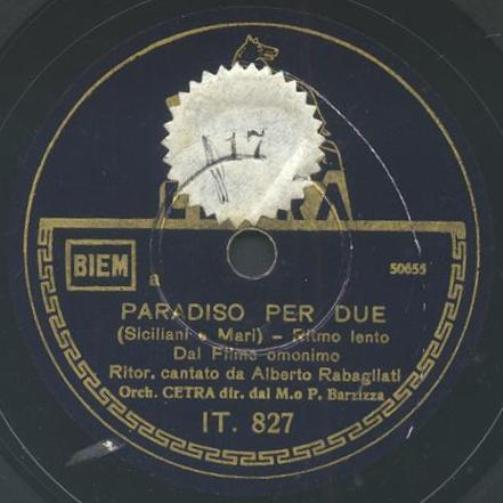 17
BIEM
a
50655
PARADISO PER DUE
(Siciliani e Mari) - Ritmo lento
Dal Filmo omonimo
Ritor. cantato da Alberto Rabagliati
Orch. CETRA dir. dal M.o P. Barzizza
IT. 827